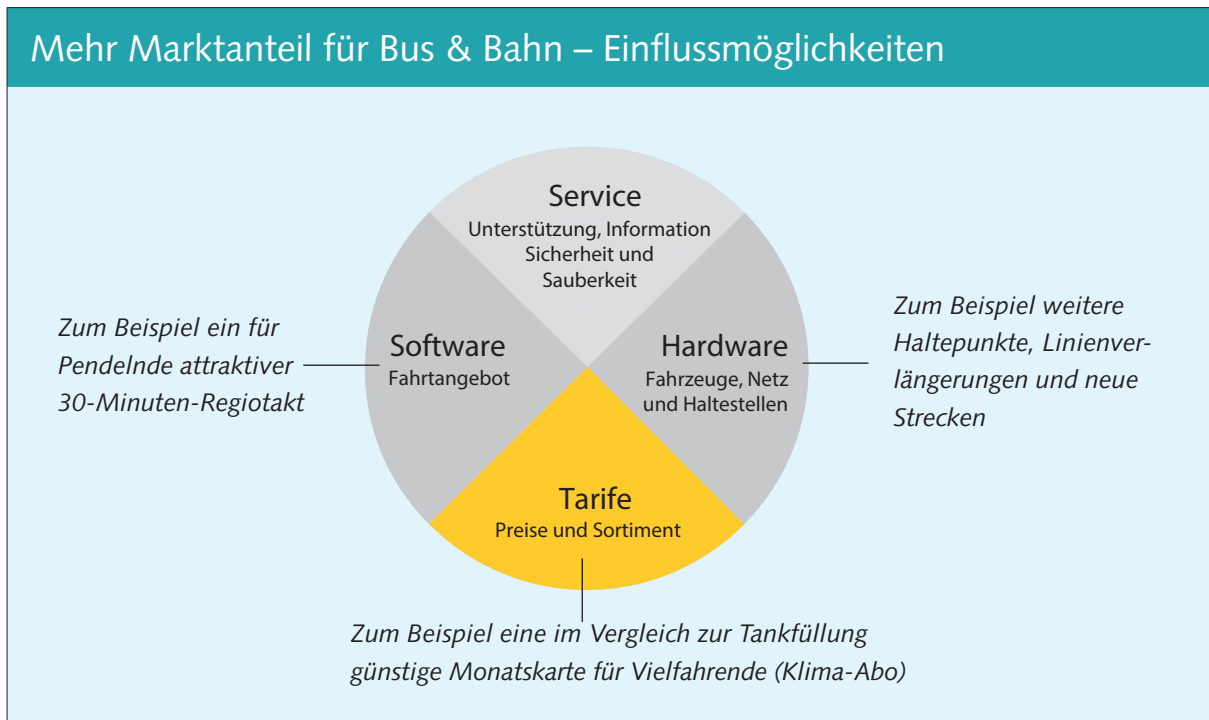 Mehr Marktanteil für Bus & Bahn – Einflussmöglichkeiten
Service
Unterstützung, Information
Sicherheit und
Sauberkeit
Zum Beispiel ein für
Pendelnde attraktiver
30-Minuten-Regiotakt
Software
Fahrtangebot
Hardware
Fahrzeuge, Netz
und Haltestellen
Zum Beispiel weitere
Haltepunkte, Linienver-
längerungen und neue
Strecken
Tarife
Preise und Sortiment
Zum Beispiel eine im Vergleich zur Tankfüllung
günstige Monatskarte für Vielfahrende (Klima-Abo)